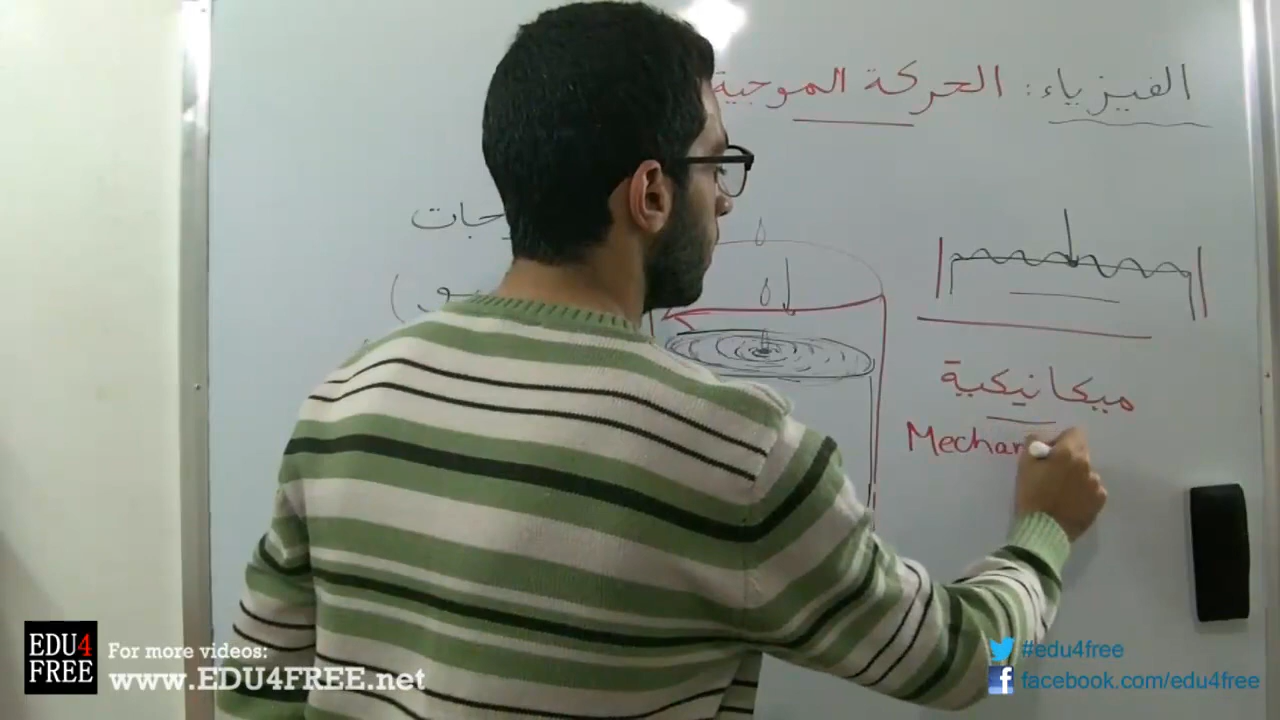 الفيزياء: الحركة الموجية
ميكانيكية
Mechan
EDU4
FREE
For more videos:
www.EDU4FREE.net
#edu4free
facebook.com/edu4free